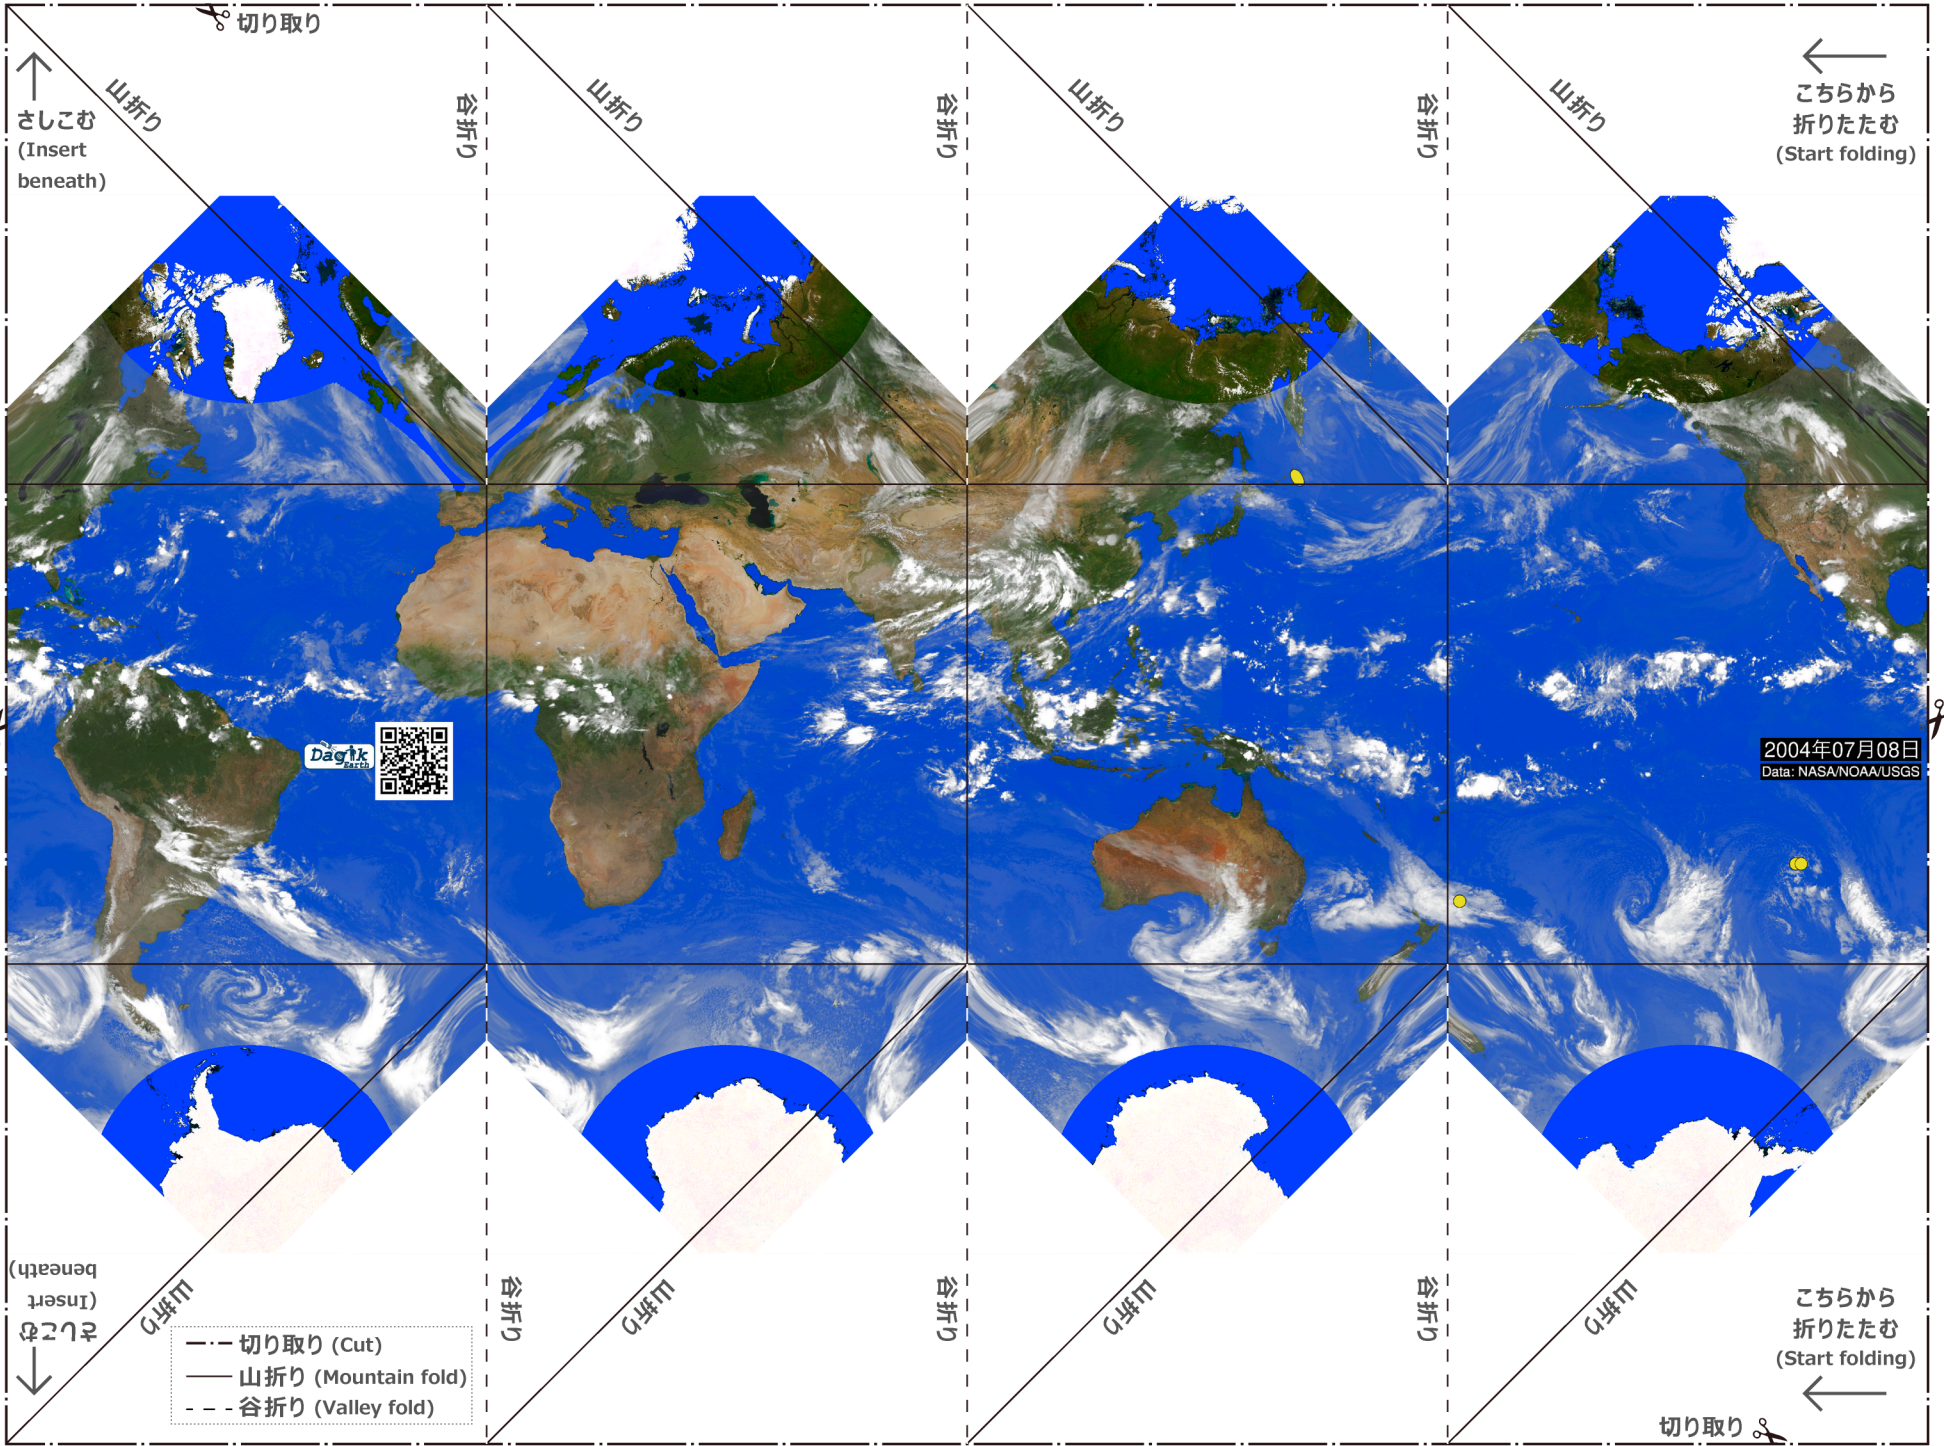 切り取り
さしこむ
(Insert
beneath)
山折り
谷折り
山折り
谷折り
山折り
谷折り
山折り
こちらから
折りたたむ
(Start folding)
Dagik
Earth
2004年07月08日
Data: NASA/NOAA/USGS
さしこむ
(Insert
beneath)
山折り
谷折り
山折り
谷折り
山折り
谷折り
山折り
こちらから
折りたたむ
(Start folding)
切り取り (Cut)
山折り (Mountain fold)
谷折り (Valley fold)
切り取り